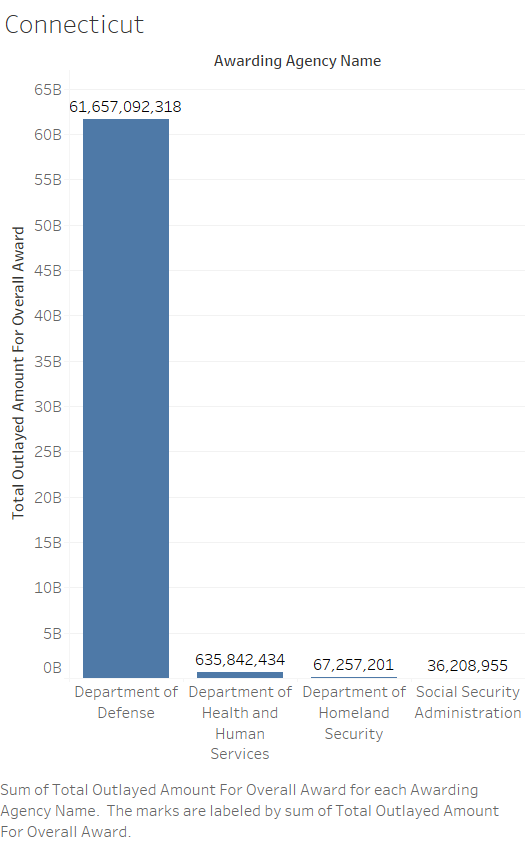 Connecticut
Awarding Agency Name
Total Outlayed Amount For Overall Award
65B
60B
55B
50B
45B
40B
35B
30B
25B
20B
15B
10B
5B
0B
61,657,092,318
635,842,434
67,257,201
36,208,955
Department of
Defense
Department of
Health and
Human
Services
Department of
Homeland
Security
Social Security
Administration
Sum of Total Outlayed Amount For Overall Award for each Awarding
Agency Name.  The marks are labeled by sum of Total Outlayed Amount
For Overall Award.